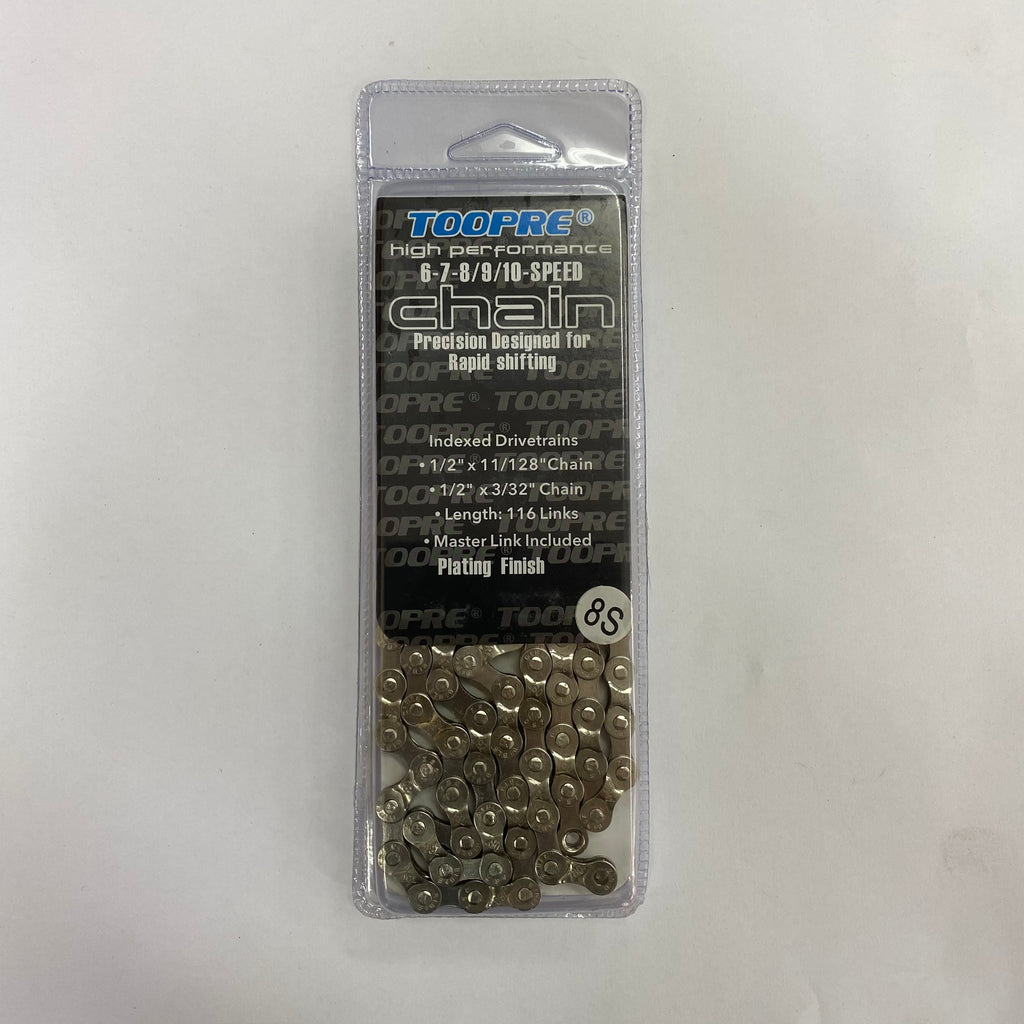 TOOPRE®
high performance
6-7-8/9/10-SPEED
chain
Precision Designed for
Rapid shifting
Indexed Drivetrains
• 1/2" x 11/128" Chain
• 1/2" x 3/32" Chain
• Length: 116 Links
• Master Link Included
Plating Finish
8S